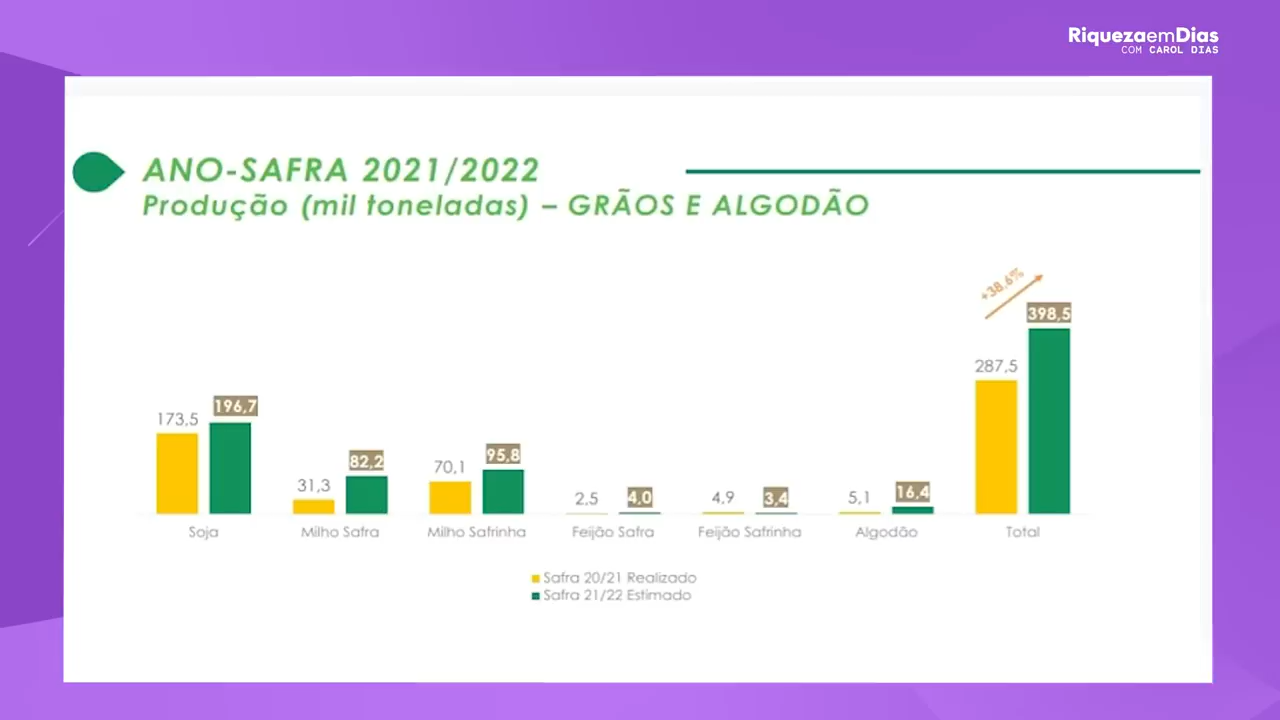 RiquezaemDias
COM CAROL DIAS
ANO-SAFRA 2021/2022
Produção (mil toneladas) – GRÃOS E ALGODÃO
+38,6%
398,5
287,5
173,5
196,7
31,3
82,2
70,1
95,8
2,5
4,0
4,9
3,4
5,1
16,4
Soja
Milho Safra
Milho Safrinha
Feijão Safra
Feijão Safrinha
Algodão
Total
Safra 20/21 Realizado
Safra 21/22 Estimado